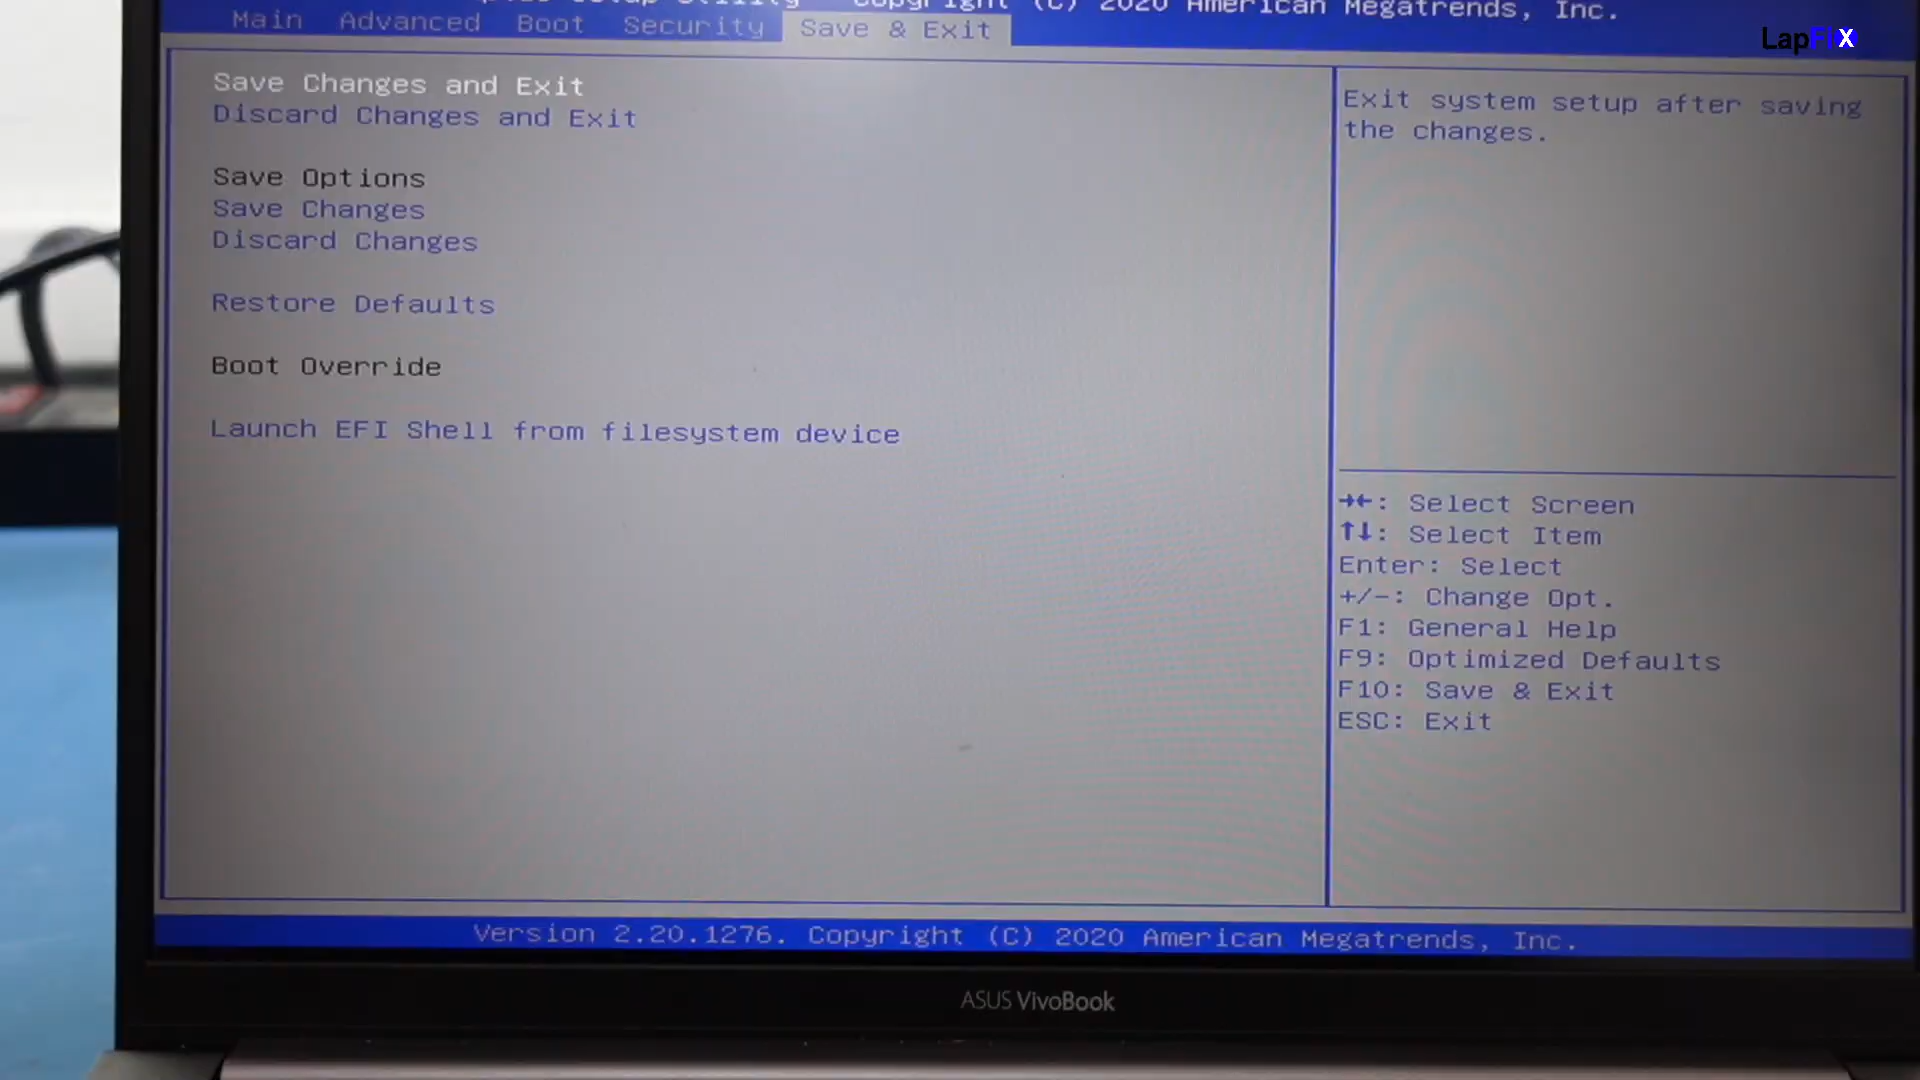 Copyright (C) 2020 American Megatrends, Inc.
Main Advanced Boot Security Save & Exit
LapFiX
Save Changes and Exit
Discard Changes and Exit
Save Options
Save Changes
Discard Changes
Restore Defaults
Boot Override
Launch EFI Shell from filesystem device
Exit system setup after saving
the changes.
→←: Select Screen
↑↓: Select Item
Enter: Select
+/-: Change Opt.
F1: General Help
F9: Optimized Defaults
F10: Save & Exit
ESC: Exit
Version 2.20.1276. Copyright (C) 2020 American Megatrends, Inc.
ASUS VivoBook